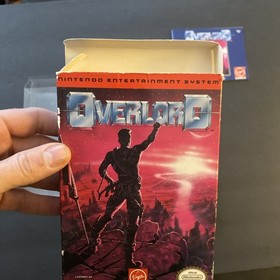 NINTENDO ENTERTAINMENT SYSTEM
OVERLORD
Virgin